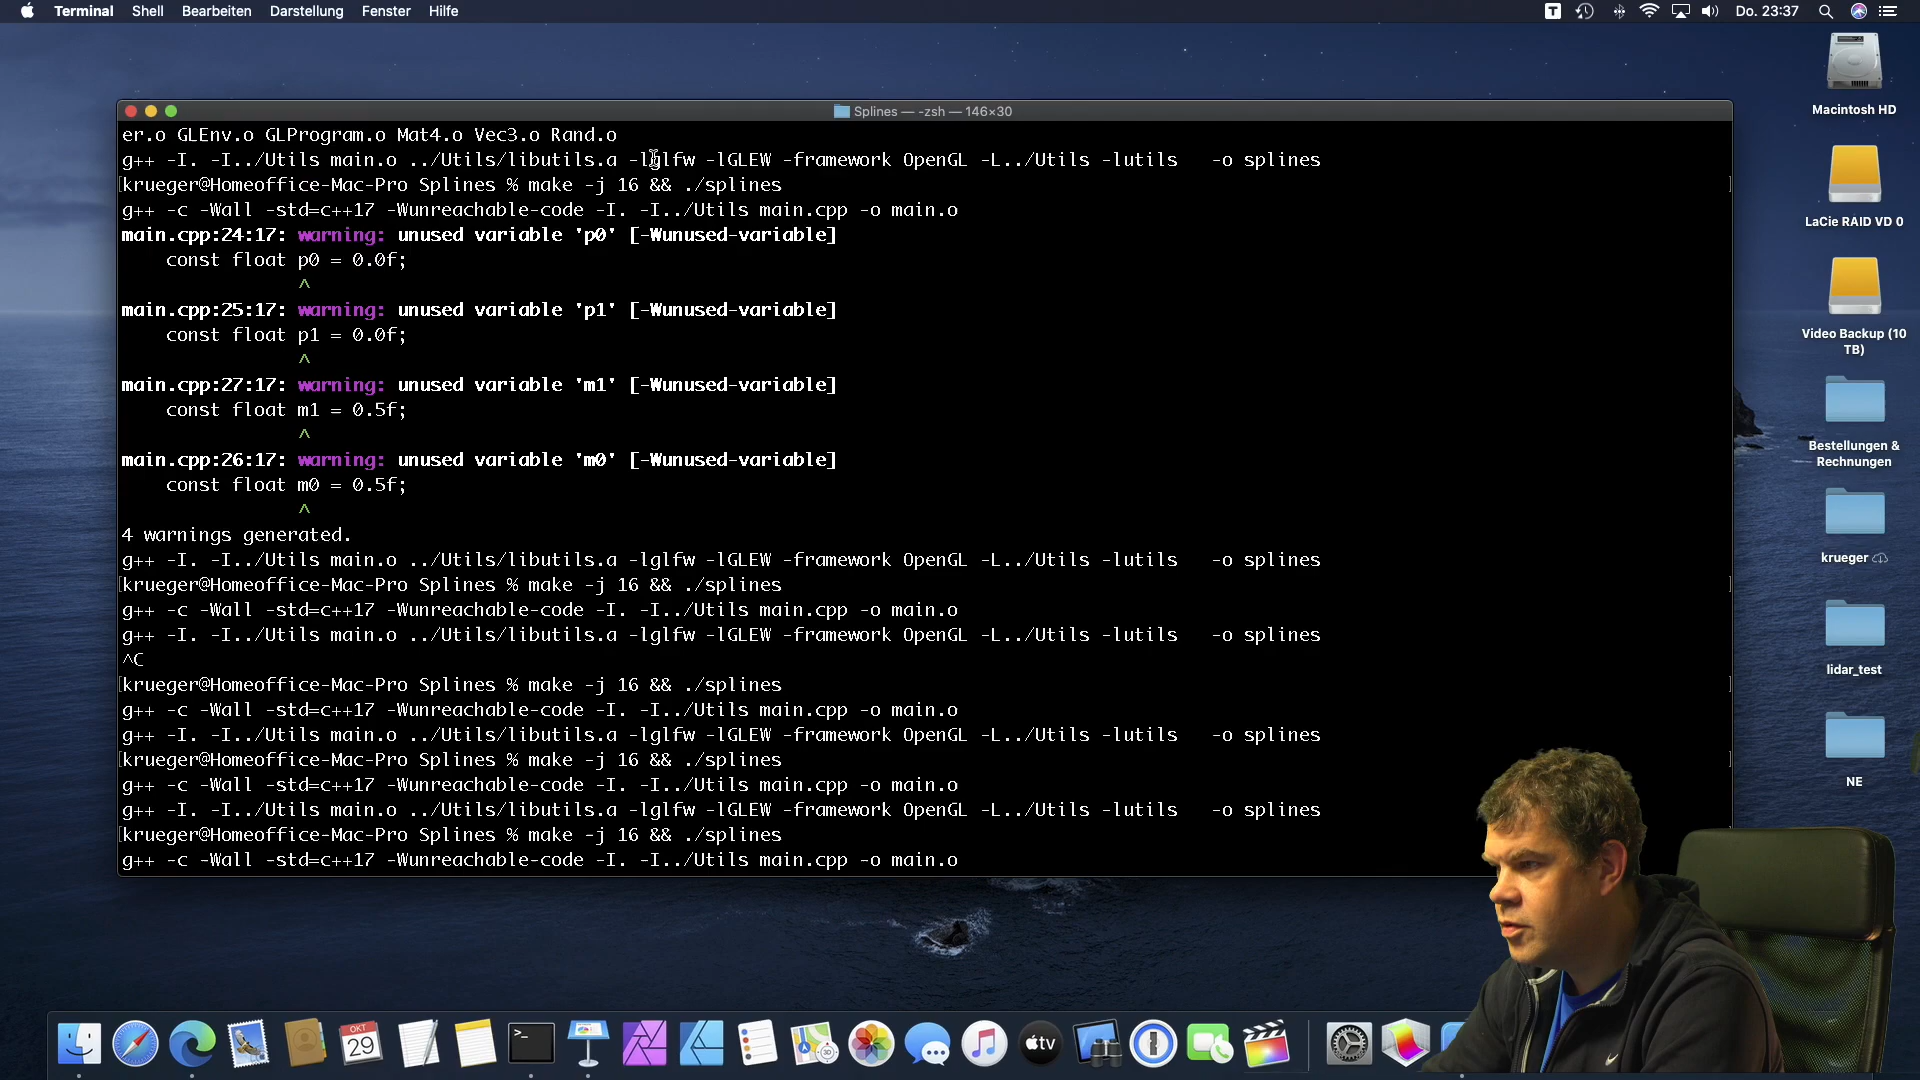 Terminal Shell Bearbeiten Darstellung Fenster Hilfe
T Do. 23:37
Splines — -zsh — 146×30
er.o GLEnv.o GLProgram.o Mat4.o Vec3.o Rand.o
g++ -I. -I../Utils main.o ../Utils/libutils.a -lglfw -lGLEW -framework OpenGL -L../Utils -lutils   -o splines
[krueger@Homeoffice-Mac-Pro Splines % make -j 16 && ./splines ]
g++ -c -Wall -std=c++17 -Wunreachable-code -I. -I../Utils main.cpp -o main.o
main.cpp:24:17: warning: unused variable 'p0' [-Wunused-variable]
    const float p0 = 0.0f;
                ^
main.cpp:25:17: warning: unused variable 'p1' [-Wunused-variable]
    const float p1 = 0.0f;
                ^
main.cpp:27:17: warning: unused variable 'm1' [-Wunused-variable]
    const float m1 = 0.5f;
                ^
main.cpp:26:17: warning: unused variable 'm0' [-Wunused-variable]
    const float m0 = 0.5f;
                ^
4 warnings generated.
g++ -I. -I../Utils main.o ../Utils/libutils.a -lglfw -lGLEW -framework OpenGL -L../Utils -lutils   -o splines
[krueger@Homeoffice-Mac-Pro Splines % make -j 16 && ./splines ]
g++ -c -Wall -std=c++17 -Wunreachable-code -I. -I../Utils main.cpp -o main.o
g++ -I. -I../Utils main.o ../Utils/libutils.a -lglfw -lGLEW -framework OpenGL -L../Utils -lutils   -o splines
^C
[krueger@Homeoffice-Mac-Pro Splines % make -j 16 && ./splines ]
g++ -c -Wall -std=c++17 -Wunreachable-code -I. -I../Utils main.cpp -o main.o
g++ -I. -I../Utils main.o ../Utils/libutils.a -lglfw -lGLEW -framework OpenGL -L../Utils -lutils   -o splines
[krueger@Homeoffice-Mac-Pro Splines % make -j 16 && ./splines ]
g++ -c -Wall -std=c++17 -Wunreachable-code -I. -I../Utils main.cpp -o main.o
g++ -I. -I../Utils main.o ../Utils/libutils.a -lglfw -lGLEW -framework OpenGL -L../Utils -lutils   -o splines
[krueger@Homeoffice-Mac-Pro Splines % make -j 16 && ./splines
g++ -c -Wall -std=c++17 -Wunreachable-code -I. -I../Utils main.cpp -o main.o
Macintosh HD
LaCie RAID VD 0
Video Backup (10
TB)
Bestellungen &
Rechnungen
krueger
lidar_test
NE
OKT
29
>_
tv